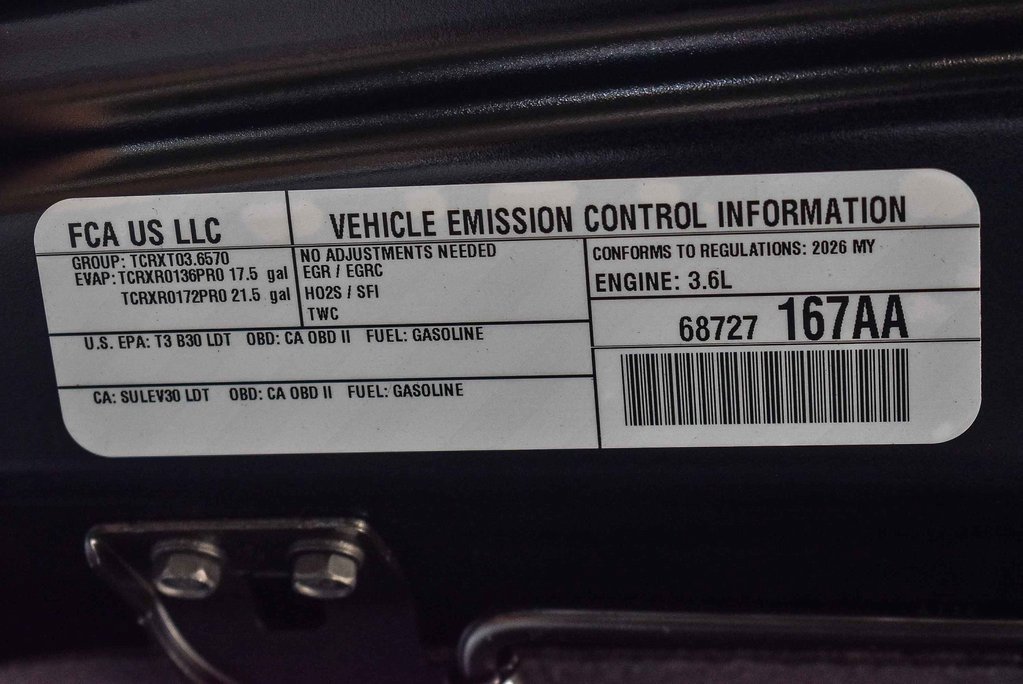 FCA US LLC
GROUP: TCRXT03.6570
EVAP: TCRXR0136PR0 17.5 gal
TCRXR0172PR0 21.5 gal
VEHICLE EMISSION CONTROL INFORMATION
NO ADJUSTMENTS NEEDED
EGR / EGRC
HO2S / SFI
TWC
CONFORMS TO REGULATIONS: 2026 MY
ENGINE: 3.6L
68727 167AA
U.S. EPA: T3 B30 LDT OBD: CA OBD II FUEL: GASOLINE
CA: SULEV30 LDT OBD: CA OBD II FUEL: GASOLINE